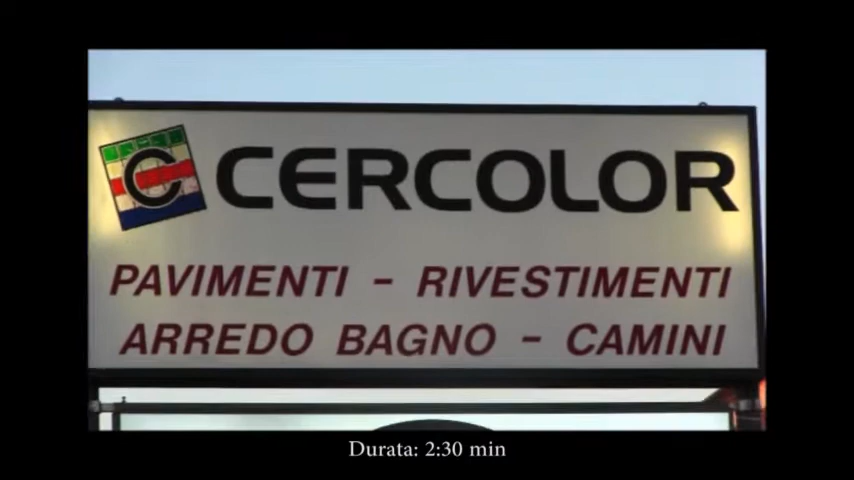 CERCOLOR
PAVIMENTI - RIVESTIMENTI
ARREDO BAGNO - CAMINI
Durata: 2:30 min